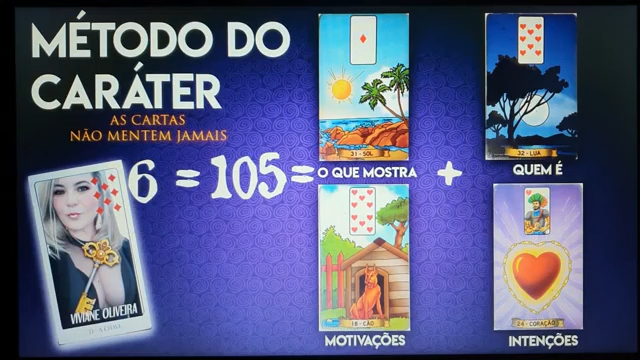 MÉTODO DO
CARÁTER
AS CARTAS
NÃO MENTEM JAMAIS
6 = 105 =
O QUE MOSTRA
+
QUEM É
31 - SOL
32 - LUA
VIVIANE OLIVEIRA
18 - CÃO
24 - CORAÇÃO
MOTIVAÇÕES
INTENÇÕES